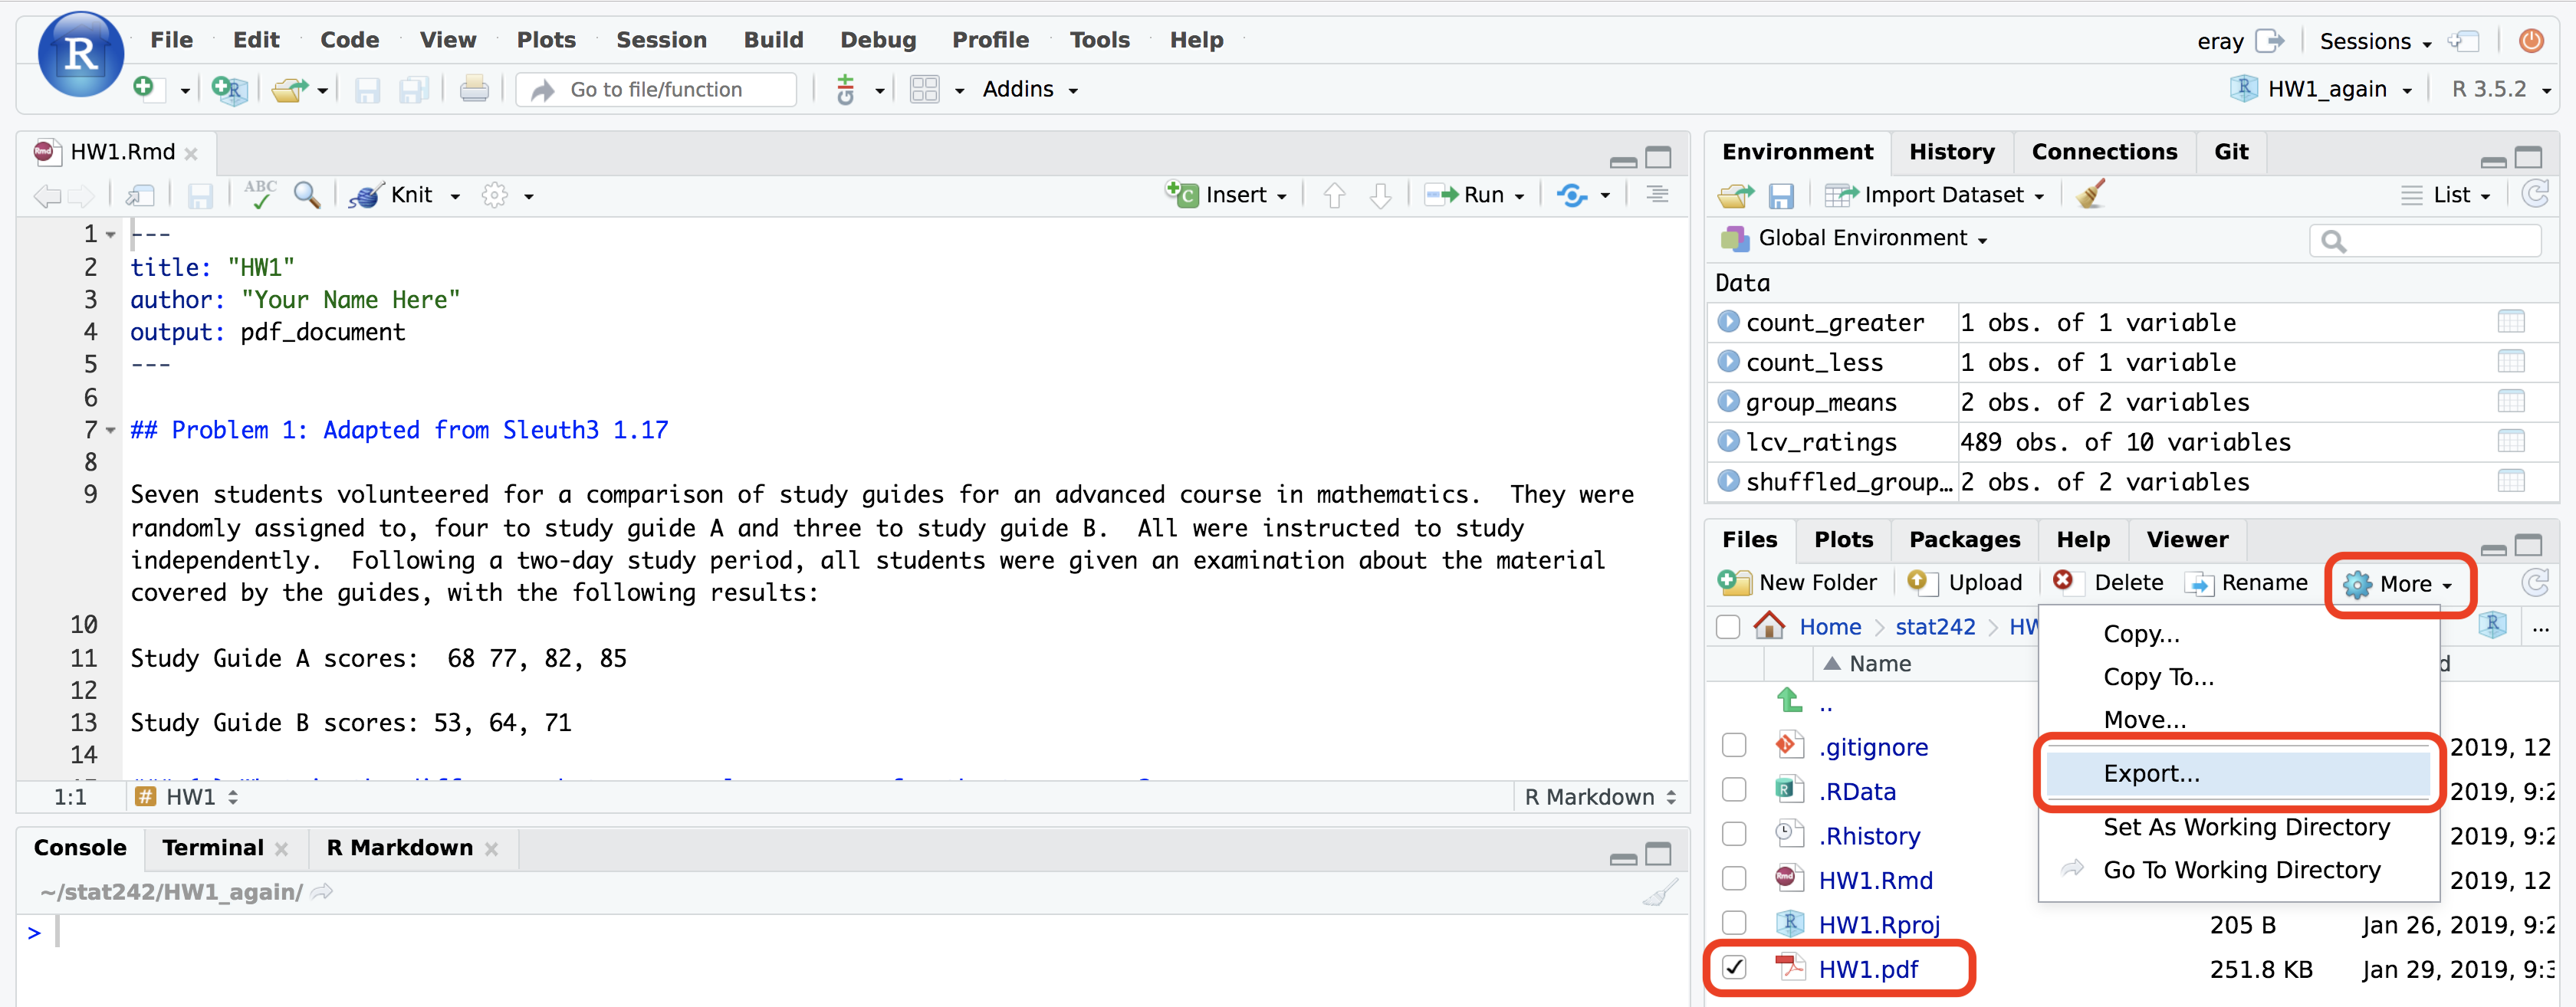 R File Edit Code View Plots Session Build Debug Profile Tools Help eray Sessions
R Go to file/function Addins R HW1_again R 3.5.2
Rmd HW1.Rmd
ABC Knit C Insert Run
1 ---
2 title: "HW1"
3 author: "Your Name Here"
4 output: pdf_document
5 ---
6
7 ## Problem 1: Adapted from Sleuth3 1.17
8
9 Seven students volunteered for a comparison of study guides for an advanced course in mathematics.  They were
randomly assigned to, four to study guide A and three to study guide B.  All were instructed to study
independently.  Following a two-day study period, all students were given an examination about the material
covered by the guides, with the following results:
10
11 Study Guide A scores:  68 77, 82, 85
12
13 Study Guide B scores: 53, 64, 71
14
1:1 # HW1 R Markdown
Console Terminal R Markdown
~/stat242/HW1_again/
>
Environment History Connections Git
Import Dataset List
Global Environment
Data
count_greater 1 obs. of 1 variable
count_less 1 obs. of 1 variable
group_means 2 obs. of 2 variables
lcv_ratings 489 obs. of 10 variables
shuffled_group… 2 obs. of 2 variables
Files Plots Packages Help Viewer
New Folder Upload Delete Rename More
Home > stat242 > HW R ...
Name
..
.gitignore 2019, 12
.RData 2019, 9:2
.Rhistory 2019, 9:2
HW1.Rmd 2019, 12
HW1.Rproj 205 B Jan 26, 2019, 9:2
HW1.pdf 251.8 KB Jan 29, 2019, 9:3
Copy...
Copy To...
Move...
Export...
Set As Working Directory
Go To Working Directory